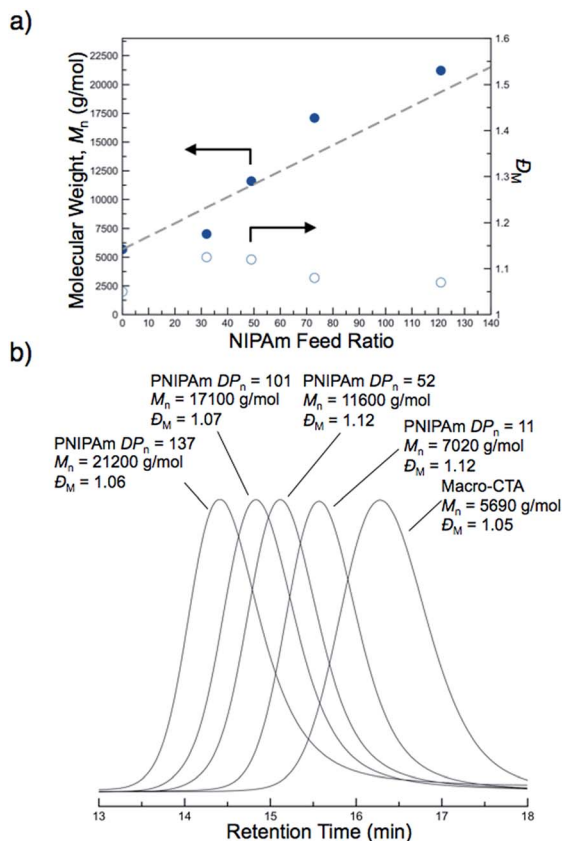 a)
Molecular Weight, Mn (g/mol)
22500
20000
17500
15000
12500
10000
7500
5000
2500
0
1.6
1.5
1.4
1.3
1.2
1.1
1
ĐM
0 10 20 30 40 50 60 70 80 90 100 110 120 130 140
NIPAm Feed Ratio
b)
PNIPAm DPn = 101
Mn = 17100 g/mol
ĐM = 1.07
PNIPAm DPn = 52
Mn = 11600 g/mol
ĐM = 1.12
PNIPAm DPn = 137
Mn = 21200 g/mol
ĐM = 1.06
PNIPAm DPn = 11
Mn = 7020 g/mol
ĐM = 1.12
Macro-CTA
Mn = 5690 g/mol
ĐM = 1.05
13 14 15 16 17 18
Retention Time (min)